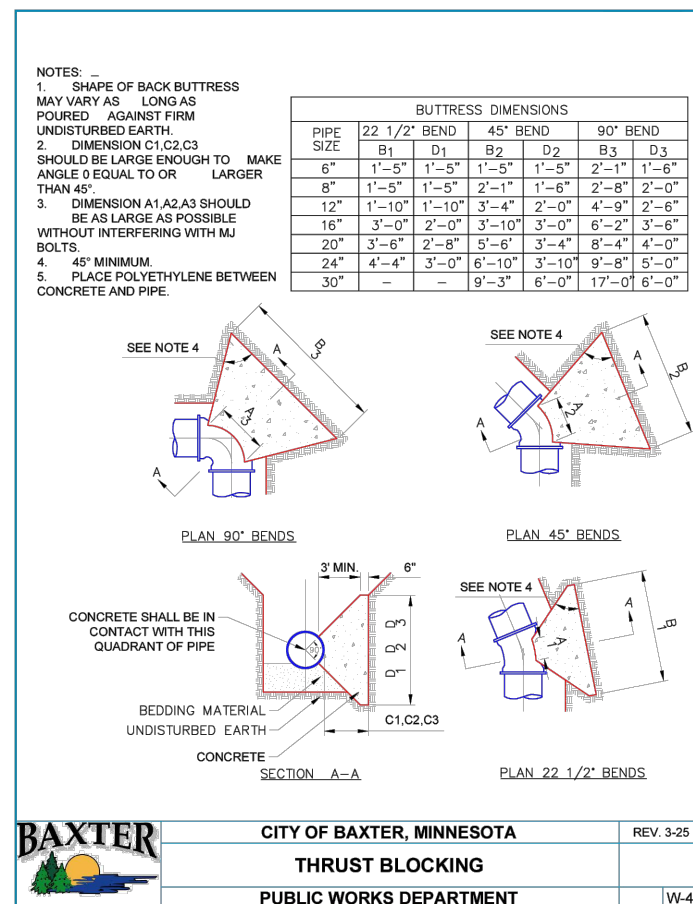 NOTES: _
1. SHAPE OF BACK BUTTRESS
MAY VARY AS LONG AS
POURED AGAINST FIRM
UNDISTURBED EARTH.
2. DIMENSION C1,C2,C3
SHOULD BE LARGE ENOUGH TO MAKE
ANGLE 0 EQUAL TO OR LARGER
THAN 45°.
3. DIMENSION A1,A2,A3 SHOULD
BE AS LARGE AS POSSIBLE
WITHOUT INTERFERING WITH MJ
BOLTS.
4. 45° MINIMUM.
5. PLACE POLYETHYLENE BETWEEN
CONCRETE AND PIPE.
BUTTRESS DIMENSIONS
PIPE SIZE 22 1/2° BEND 45° BEND 90° BEND
B1 D1 B2 D2 B3 D3
6" 1'-5" 1'-5" 1'-5" 1'-5" 2'-1" 1'-6"
8" 1'-5" 1'-5" 2'-1" 1'-6" 2'-8" 2'-0"
12" 1'-10" 1'-10" 3'-4" 2'-0" 4'-9" 2'-6"
16" 3'-0" 2'-0" 3'-10" 3'-0" 6'-2" 3'-6"
20" 3'-6" 2'-8" 5'-6' 3'-4" 8'-4" 4'-0"
24" 4'-4" 3'-0" 6'-10" 3'-10" 9'-8" 5'-0"
30" - - 9'-3" 6'-0" 17'-0" 6'-0"
SEE NOTE 4
A
B3
A3
A
PLAN 90° BENDS
SEE NOTE 4
A
B2
A2
A
PLAN 45° BENDS
3' MIN. 6"
CONCRETE SHALL BE IN
CONTACT WITH THIS
QUADRANT OF PIPE
90°
D1 D2 D3
BEDDING MATERIAL
UNDISTURBED EARTH
C1,C2,C3
CONCRETE
SECTION A-A
SEE NOTE 4
A
B1
A1
A
PLAN 22 1/2° BENDS
BAXTER
CITY OF BAXTER, MINNESOTA
REV. 3-25
THRUST BLOCKING
PUBLIC WORKS DEPARTMENT
W-4